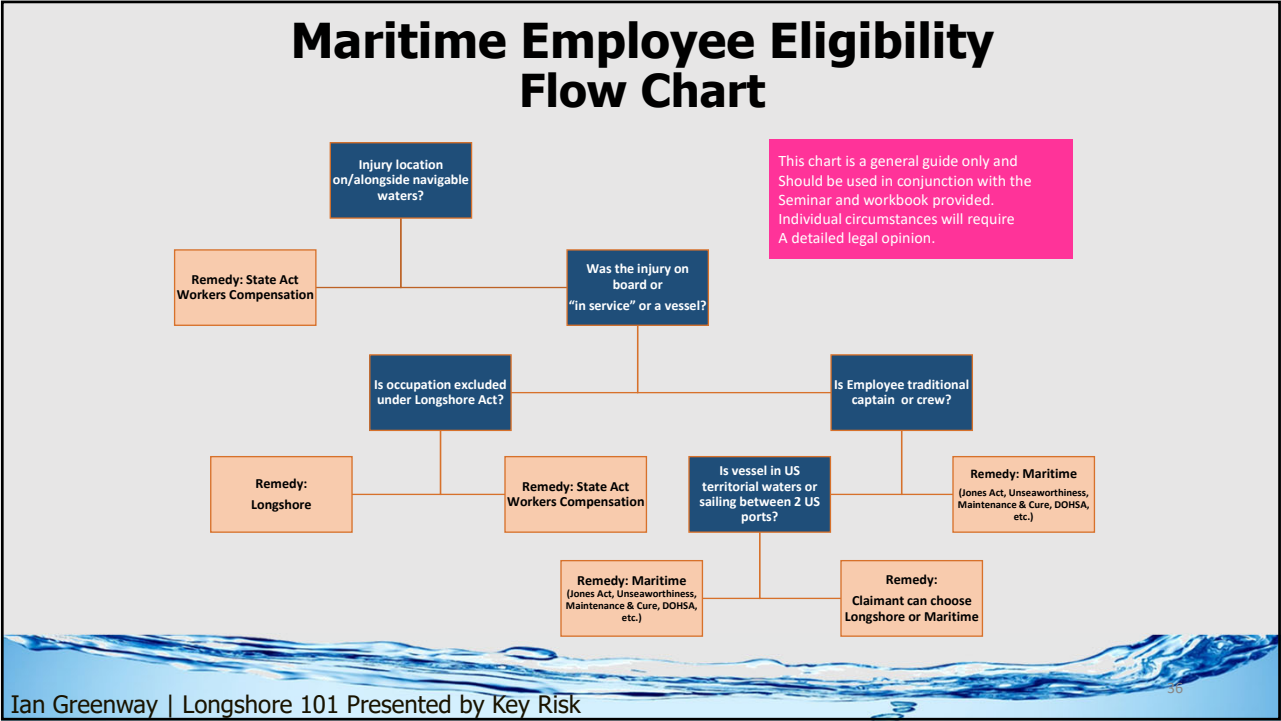 Maritime Employee Eligibility
Flow Chart
Injury location
on/alongside navigable
waters?
This chart is a general guide only and
Should be used in conjunction with the
Seminar and workbook provided.
Individual circumstances will require
A detailed legal opinion.
Remedy: State Act
Workers Compensation
Was the injury on
board or
“in service” or a vessel?
Is occupation excluded
under Longshore Act?
Is Employee traditional
captain or crew?
Remedy:
Longshore
Remedy: State Act
Workers Compensation
Is vessel in US
territorial waters or
sailing between 2 US
ports?
Remedy: Maritime
(Jones Act, Unseaworthiness,
Maintenance & Cure, DOHSA,
etc.)
Remedy: Maritime
(Jones Act, Unseaworthiness,
Maintenance & Cure, DOHSA,
etc.)
Remedy:
Claimant can choose
Longshore or Maritime
36
Ian Greenway | Longshore 101 Presented by Key Risk